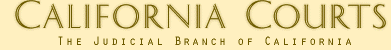 CALIFORNIA COURTS
THE JUDICIAL BRANCH OF CALIFORNIA